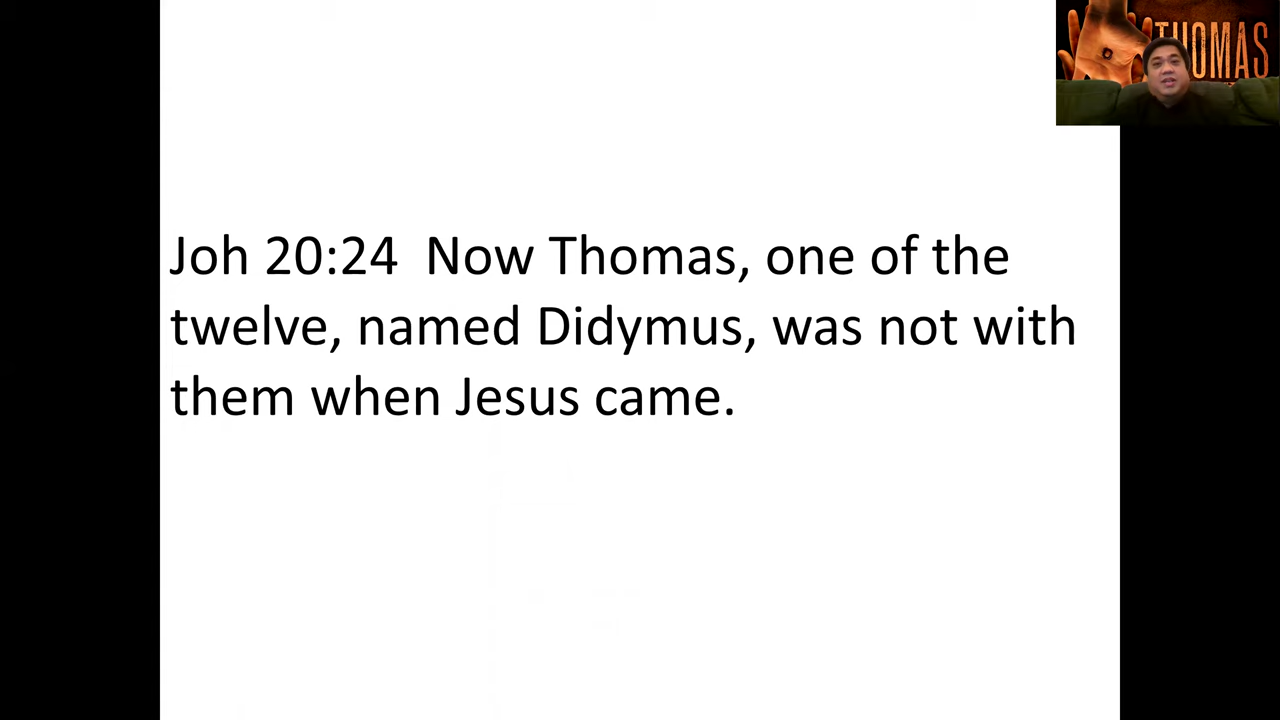 THOMAS
Joh 20:24  Now Thomas, one of the
twelve, named Didymus, was not with
them when Jesus came.